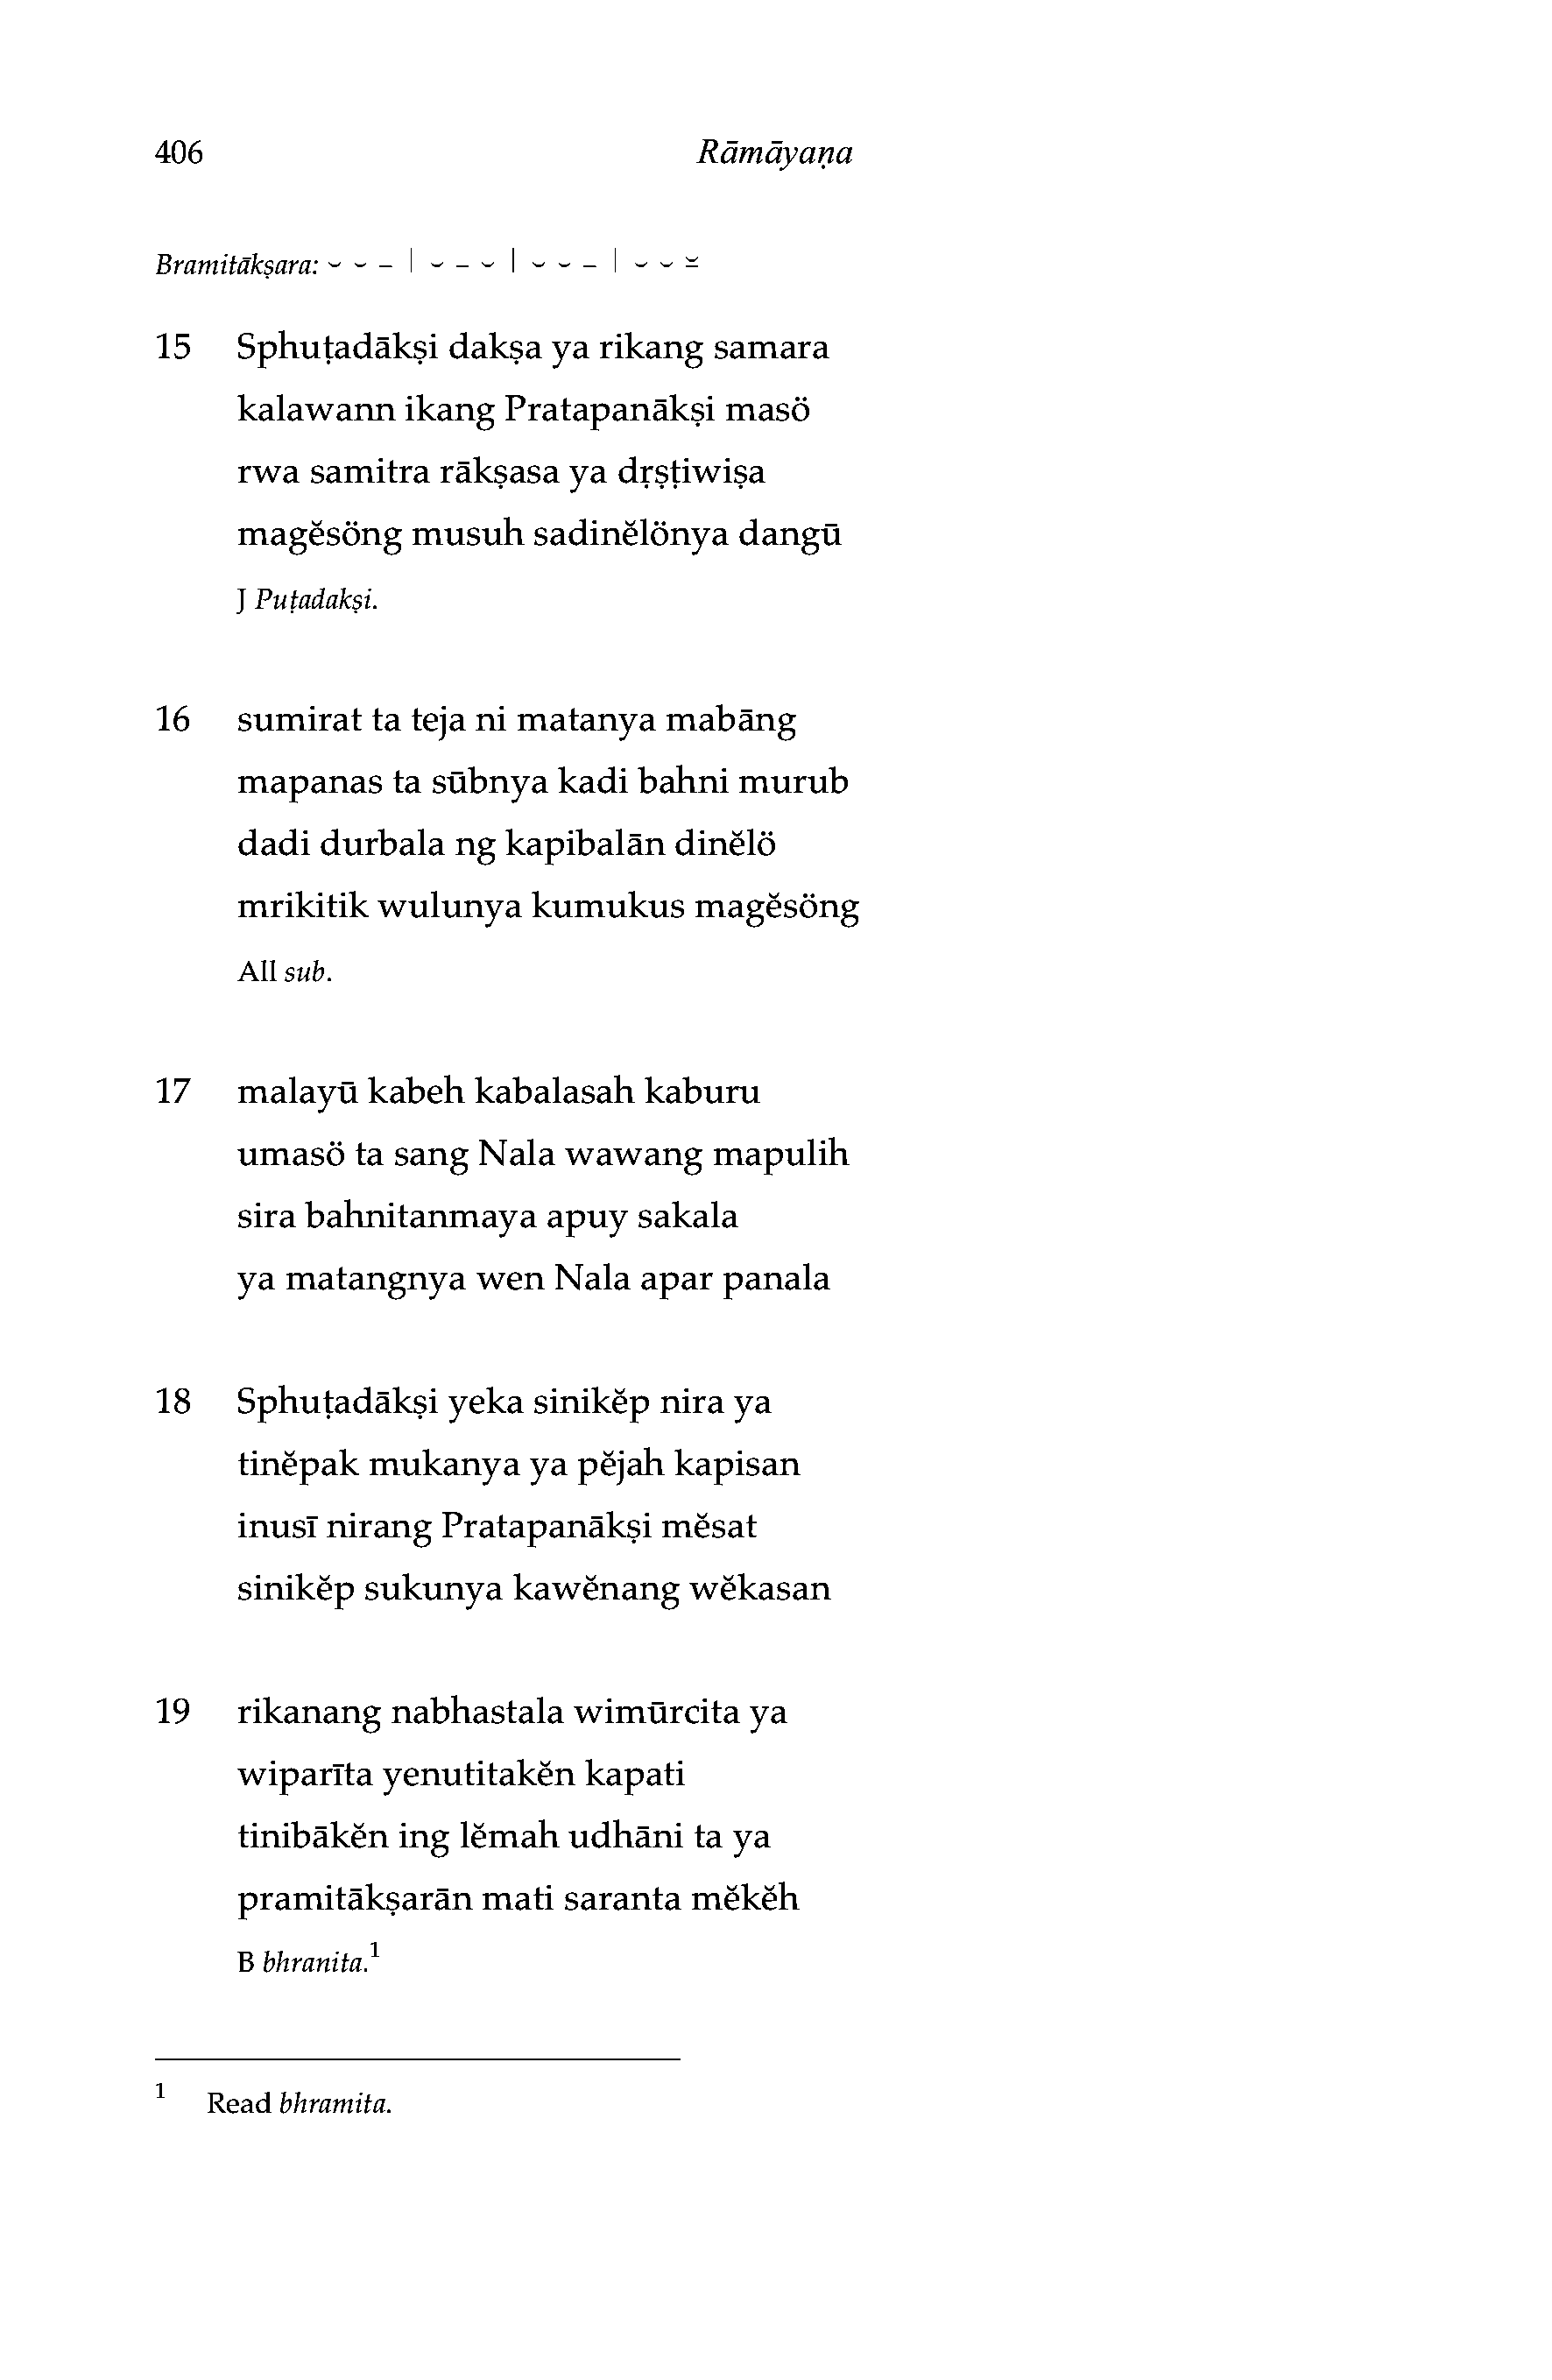 406 Rāmāyaṇa
Bramitākṣara: ⏑ ⏑ – | ⏑ – ⏑ | ⏑ ⏑ – | ⏑ ⏑ ⏓
15 Sphuṭadākṣi dakṣa ya rikang samara
kalawann ikang Pratapanākṣi masö
rwa samitra rākṣasa ya dṛṣṭiwiṣa
magĕsöng musuh sadinĕlönya dangū
J Puṭadakṣi.
16 sumirat ta teja ni matanya mabāng
mapanas ta sūbnya kadi bahni murub
dadi durbala ng kapibalān dinĕlö
mrikitik wulunya kumukus magĕsöng
All sub.
17 malayū kabeh kabalasah kaburu
umasö ta sang Nala wawang mapulih
sira bahnitanmaya apuy sakala
ya matangnya wen Nala apar panala
18 Sphuṭadākṣi yeka sinikĕp nira ya
tinĕpak mukanya ya pĕjah kapisan
inusī nirang Pratapanākṣi mĕsat
sinikĕp sukunya kawĕnang wĕkasan
19 rikanang nabhastala wimūrcita ya
wiparīta yenutitakĕn kapati
tinibākĕn ing lĕmah udhāni ta ya
pramitākṣarān mati saranta mĕkĕh
B bhranita.¹
¹ Read bhramita.